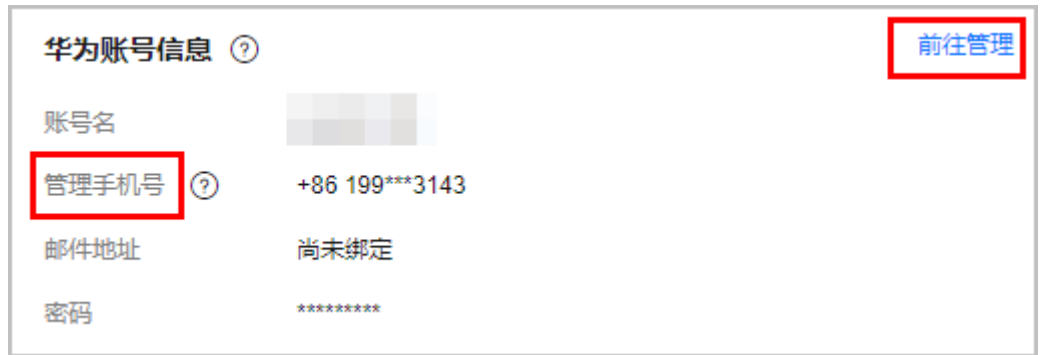 华为账号信息 ? 前往管理
账号名
管理手机号 ? +86 199***3143
邮件地址 尚未绑定
密码 *********